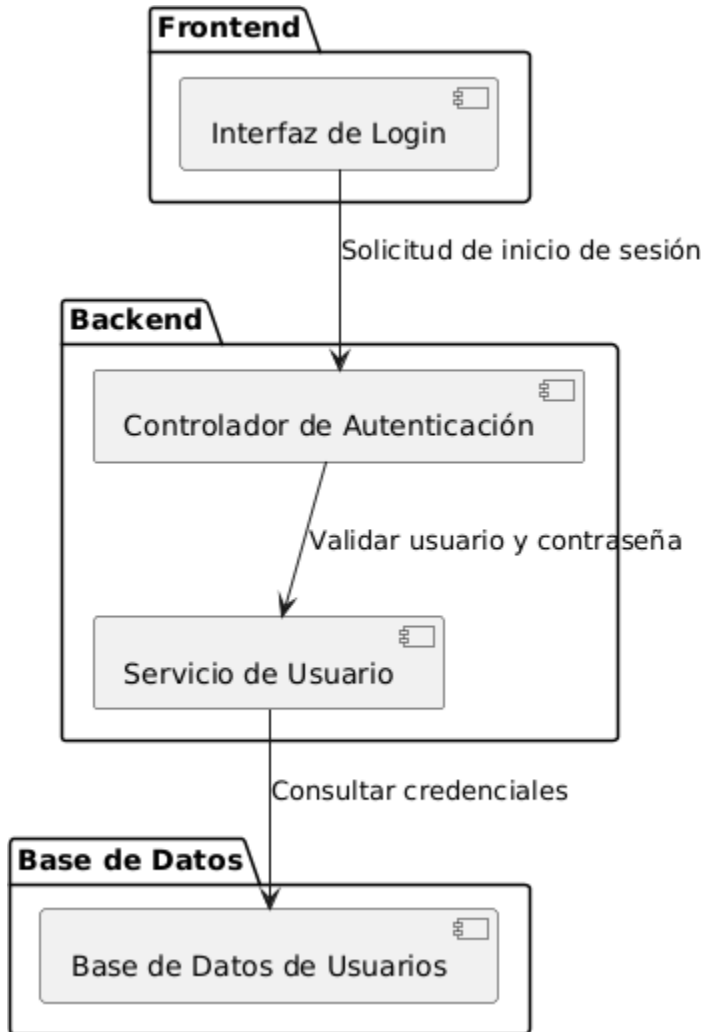 Frontend
Interfaz de Login
Solicitud de inicio de sesión
Backend
Controlador de Autenticación
Validar usuario y contraseña
Servicio de Usuario
Consultar credenciales
Base de Datos
Base de Datos de Usuarios